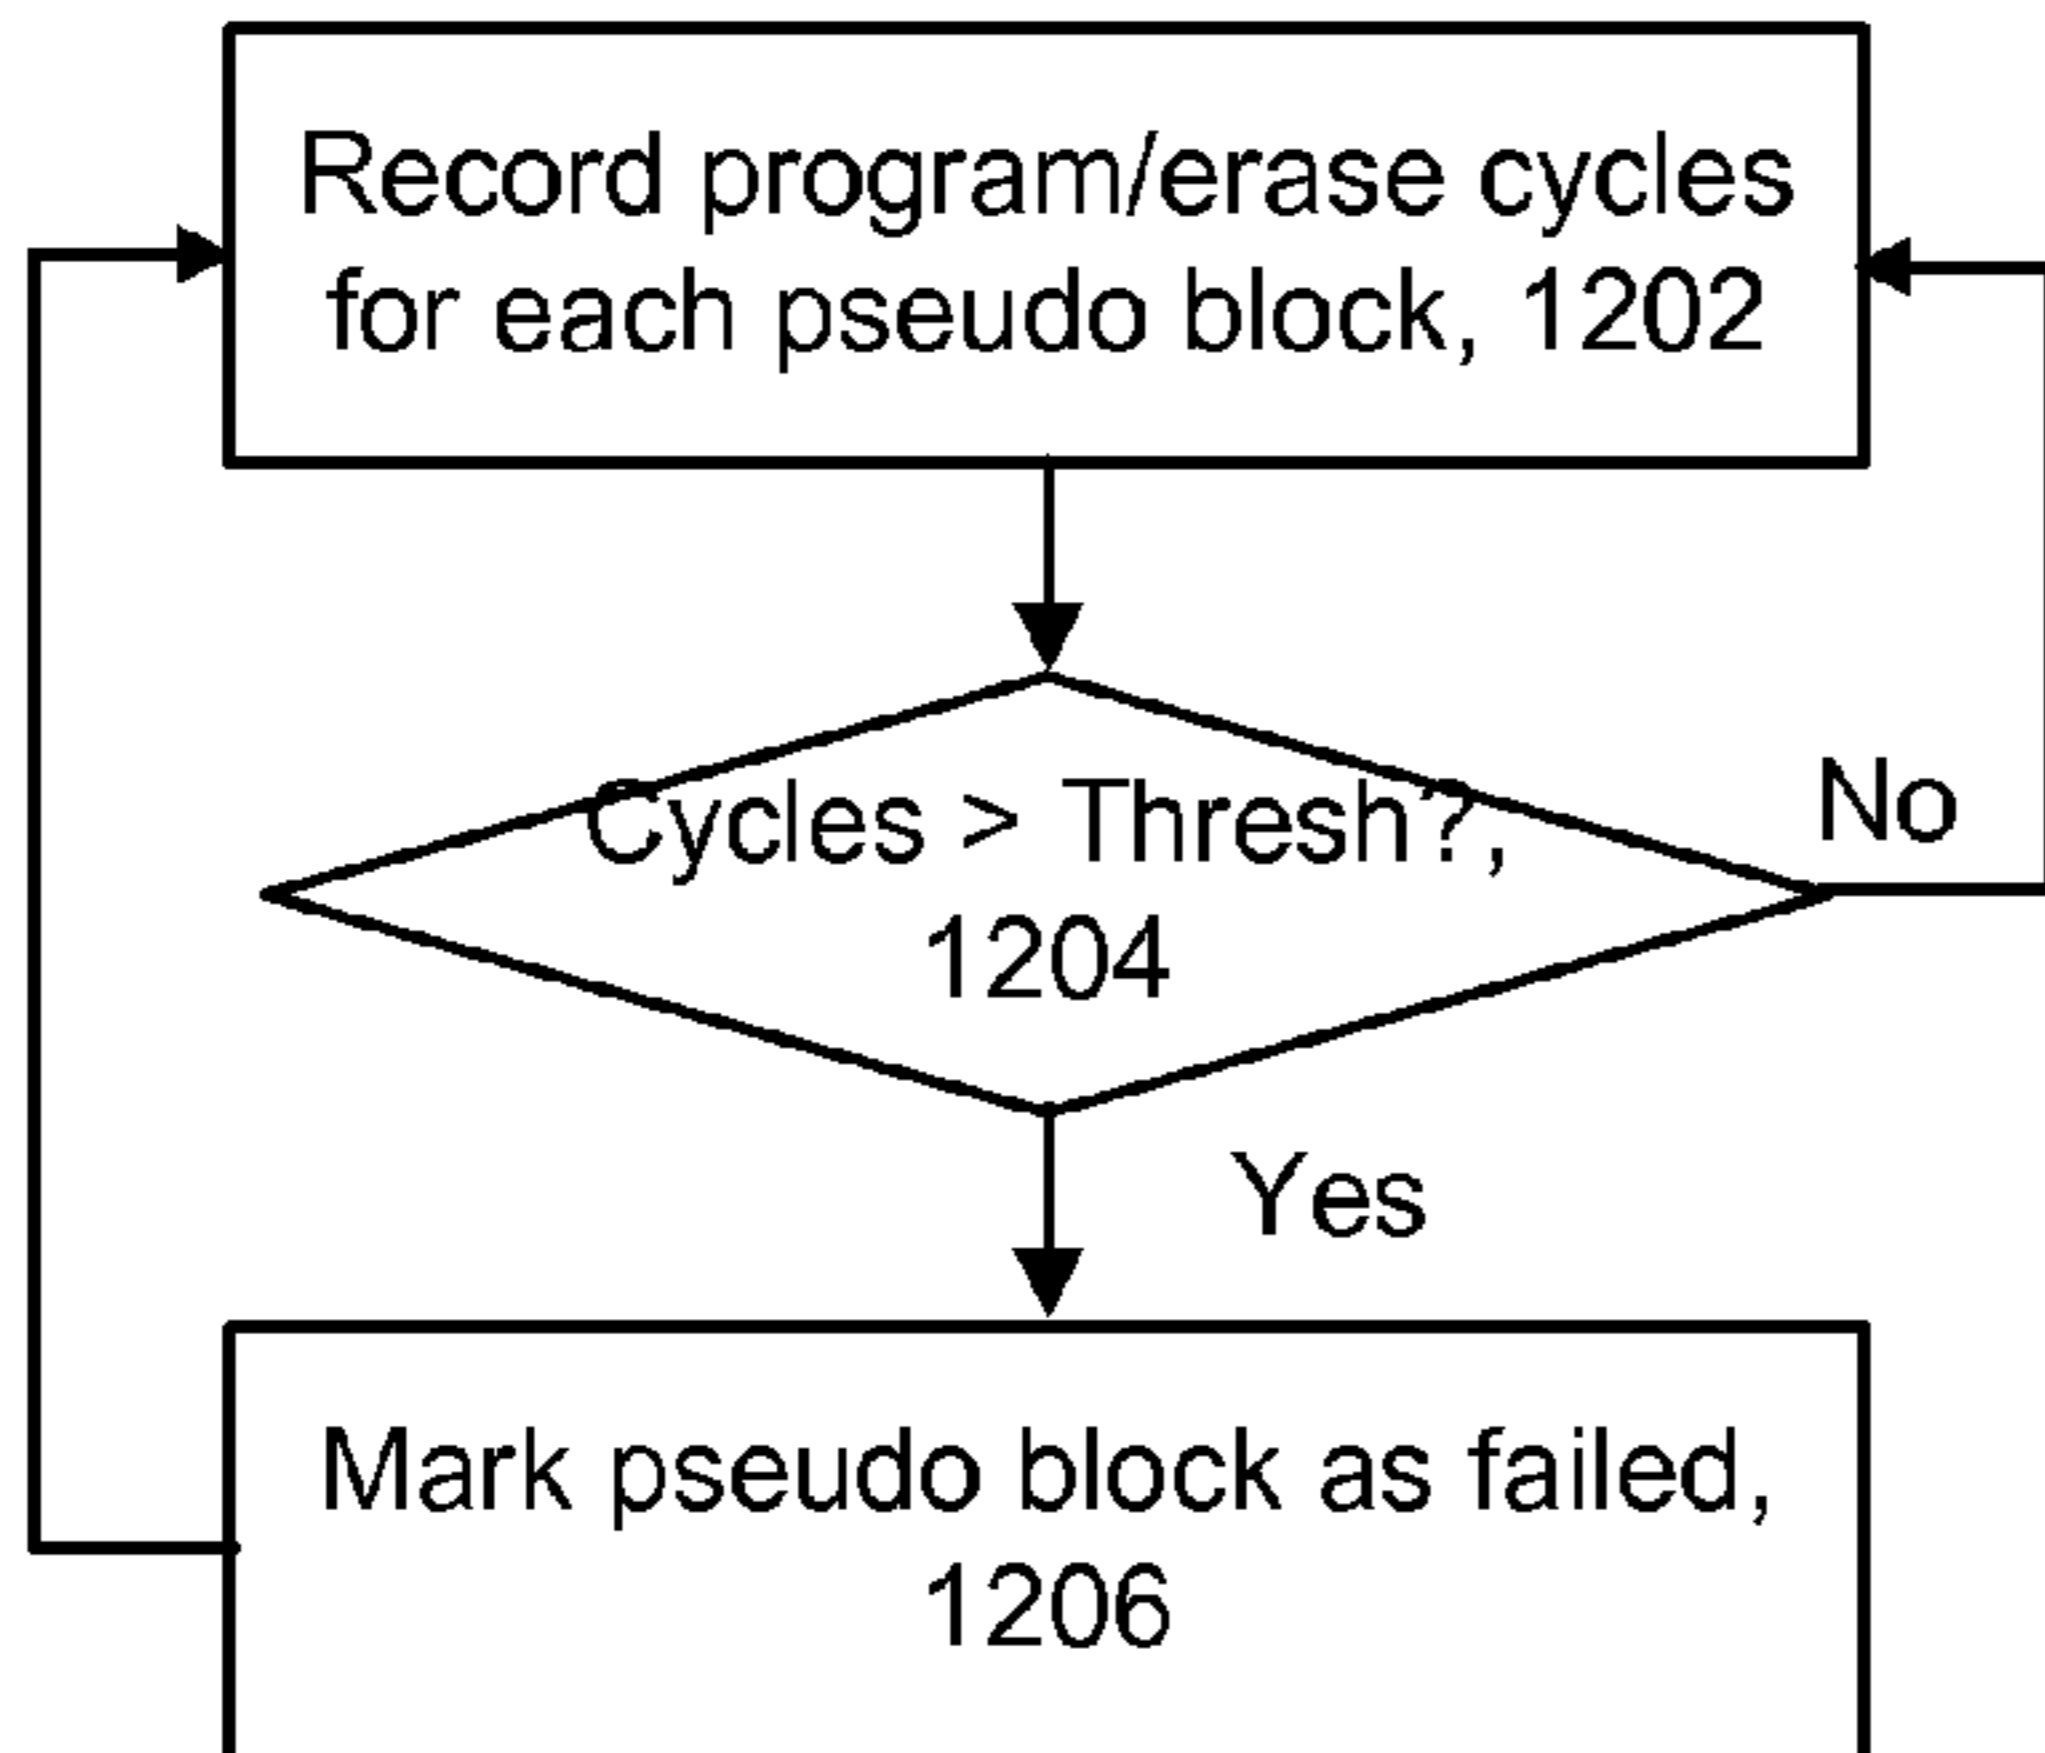 Record program/erase cycles
for each pseudo block, 1202
Cycles > Thresh?,
1204
No
Yes
Mark pseudo block as failed,
1206